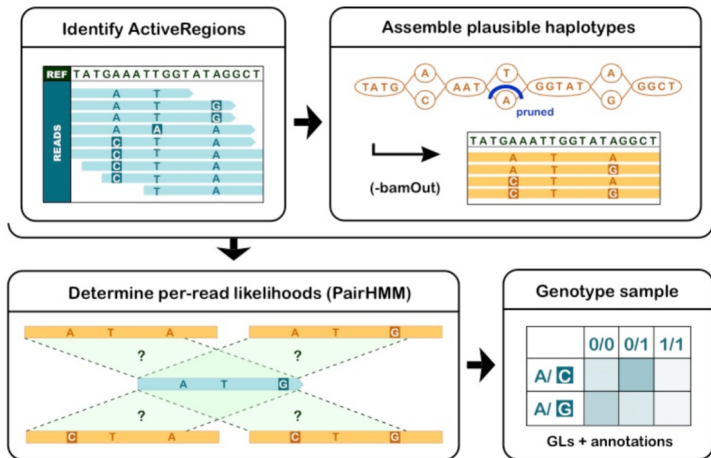 Identify ActiveRegions
REF TATGAAATTGGTATAGGCT
READS
A T
A T G
A T G
A A A
C T A
C T A
C T A
C T A
T A
Assemble plausible haplotypes
A T A
TATG AAT GGTAT GGCT
C A G
pruned
(-bamOut)
TATGAAATTGGTATAGGCT
A T A
A T G
C T A
C T G
Determine per-read likelihoods (PairHMM)
A T A A T G
? ?
A T G
? ?
C T A C T G
Genotype sample
0/0 0/1 1/1
A/ C
A/ G
GLs + annotations